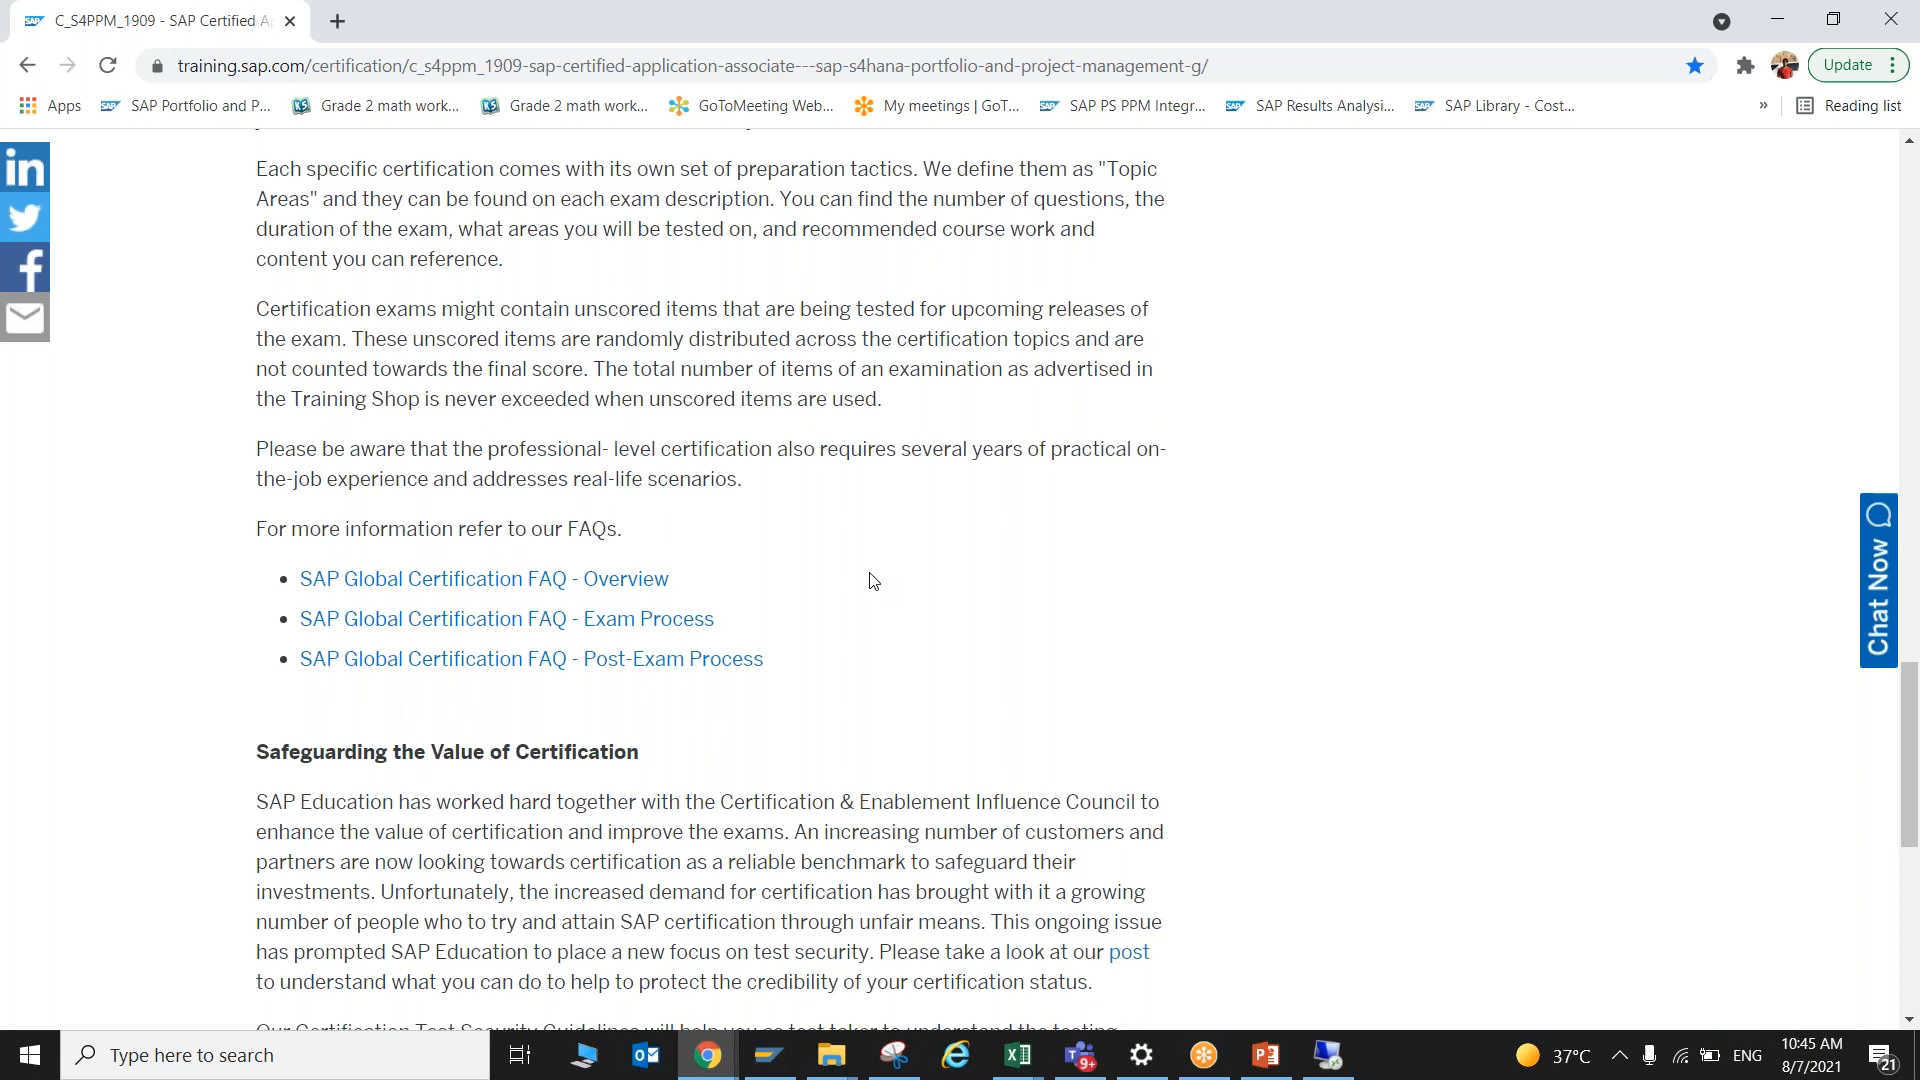 C_S4PPM_1909 - SAP Certified A
training.sap.com/certification/c_s4ppm_1909-sap-certified-application-associate---sap-s4hana-portfolio-and-project-management-g/
Update
Apps
SAP Portfolio and P...
Grade 2 math work...
Grade 2 math work...
GoToMeeting Web...
My meetings | GoT...
SAP PS PPM Integr...
SAP Results Analysi...
SAP Library - Cost...
»
Reading list
Each specific certification comes with its own set of preparation tactics. We define them as "Topic
Areas" and they can be found on each exam description. You can find the number of questions, the
duration of the exam, what areas you will be tested on, and recommended course work and
content you can reference.
Certification exams might contain unscored items that are being tested for upcoming releases of
the exam. These unscored items are randomly distributed across the certification topics and are
not counted towards the final score. The total number of items of an examination as advertised in
the Training Shop is never exceeded when unscored items are used.
Please be aware that the professional- level certification also requires several years of practical on-
the-job experience and addresses real-life scenarios.
For more information refer to our FAQs.
SAP Global Certification FAQ - Overview
SAP Global Certification FAQ - Exam Process
SAP Global Certification FAQ - Post-Exam Process
Chat Now
Safeguarding the Value of Certification
SAP Education has worked hard together with the Certification & Enablement Influence Council to
enhance the value of certification and improve the exams. An increasing number of customers and
partners are now looking towards certification as a reliable benchmark to safeguard their
investments. Unfortunately, the increased demand for certification has brought with it a growing
number of people who to try and attain SAP certification through unfair means. This ongoing issue
has prompted SAP Education to place a new focus on test security. Please take a look at our post
to understand what you can do to help to protect the credibility of your certification status.
Our Certification Test Security Guidelines will help you as test taker to understand the testing
Type here to search
37°C
ENG
10:45 AM
8/7/2021
21